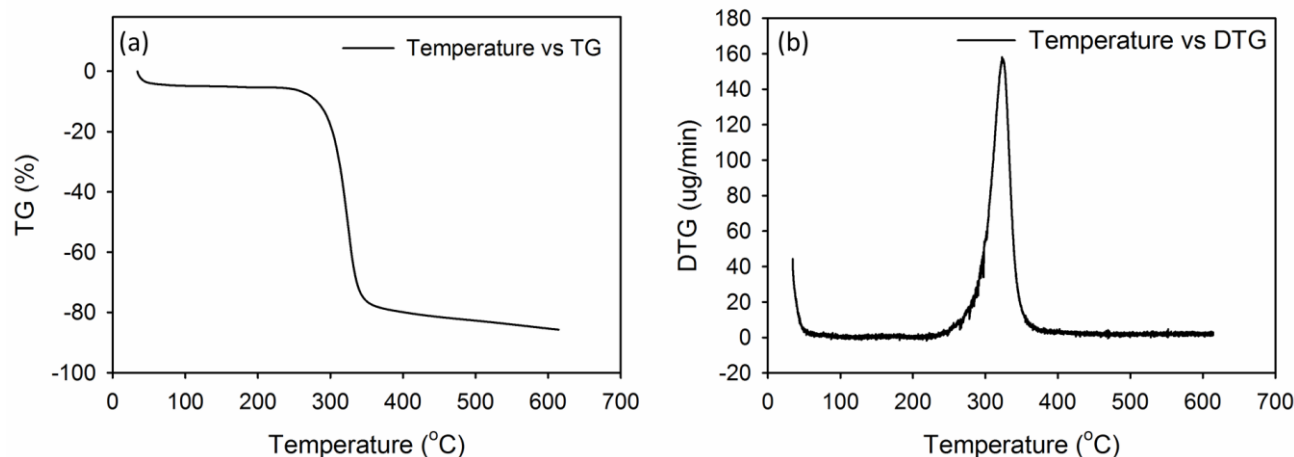 (a)
Temperature vs TG
TG (%)
0
-20
-40
-60
-80
-100
0 100 200 300 400 500 600 700
Temperature (°C)
(b)
Temperature vs DTG
DTG (ug/min)
180
160
140
120
100
80
60
40
20
0
-20
0 100 200 300 400 500 600 700
Temperature (°C)